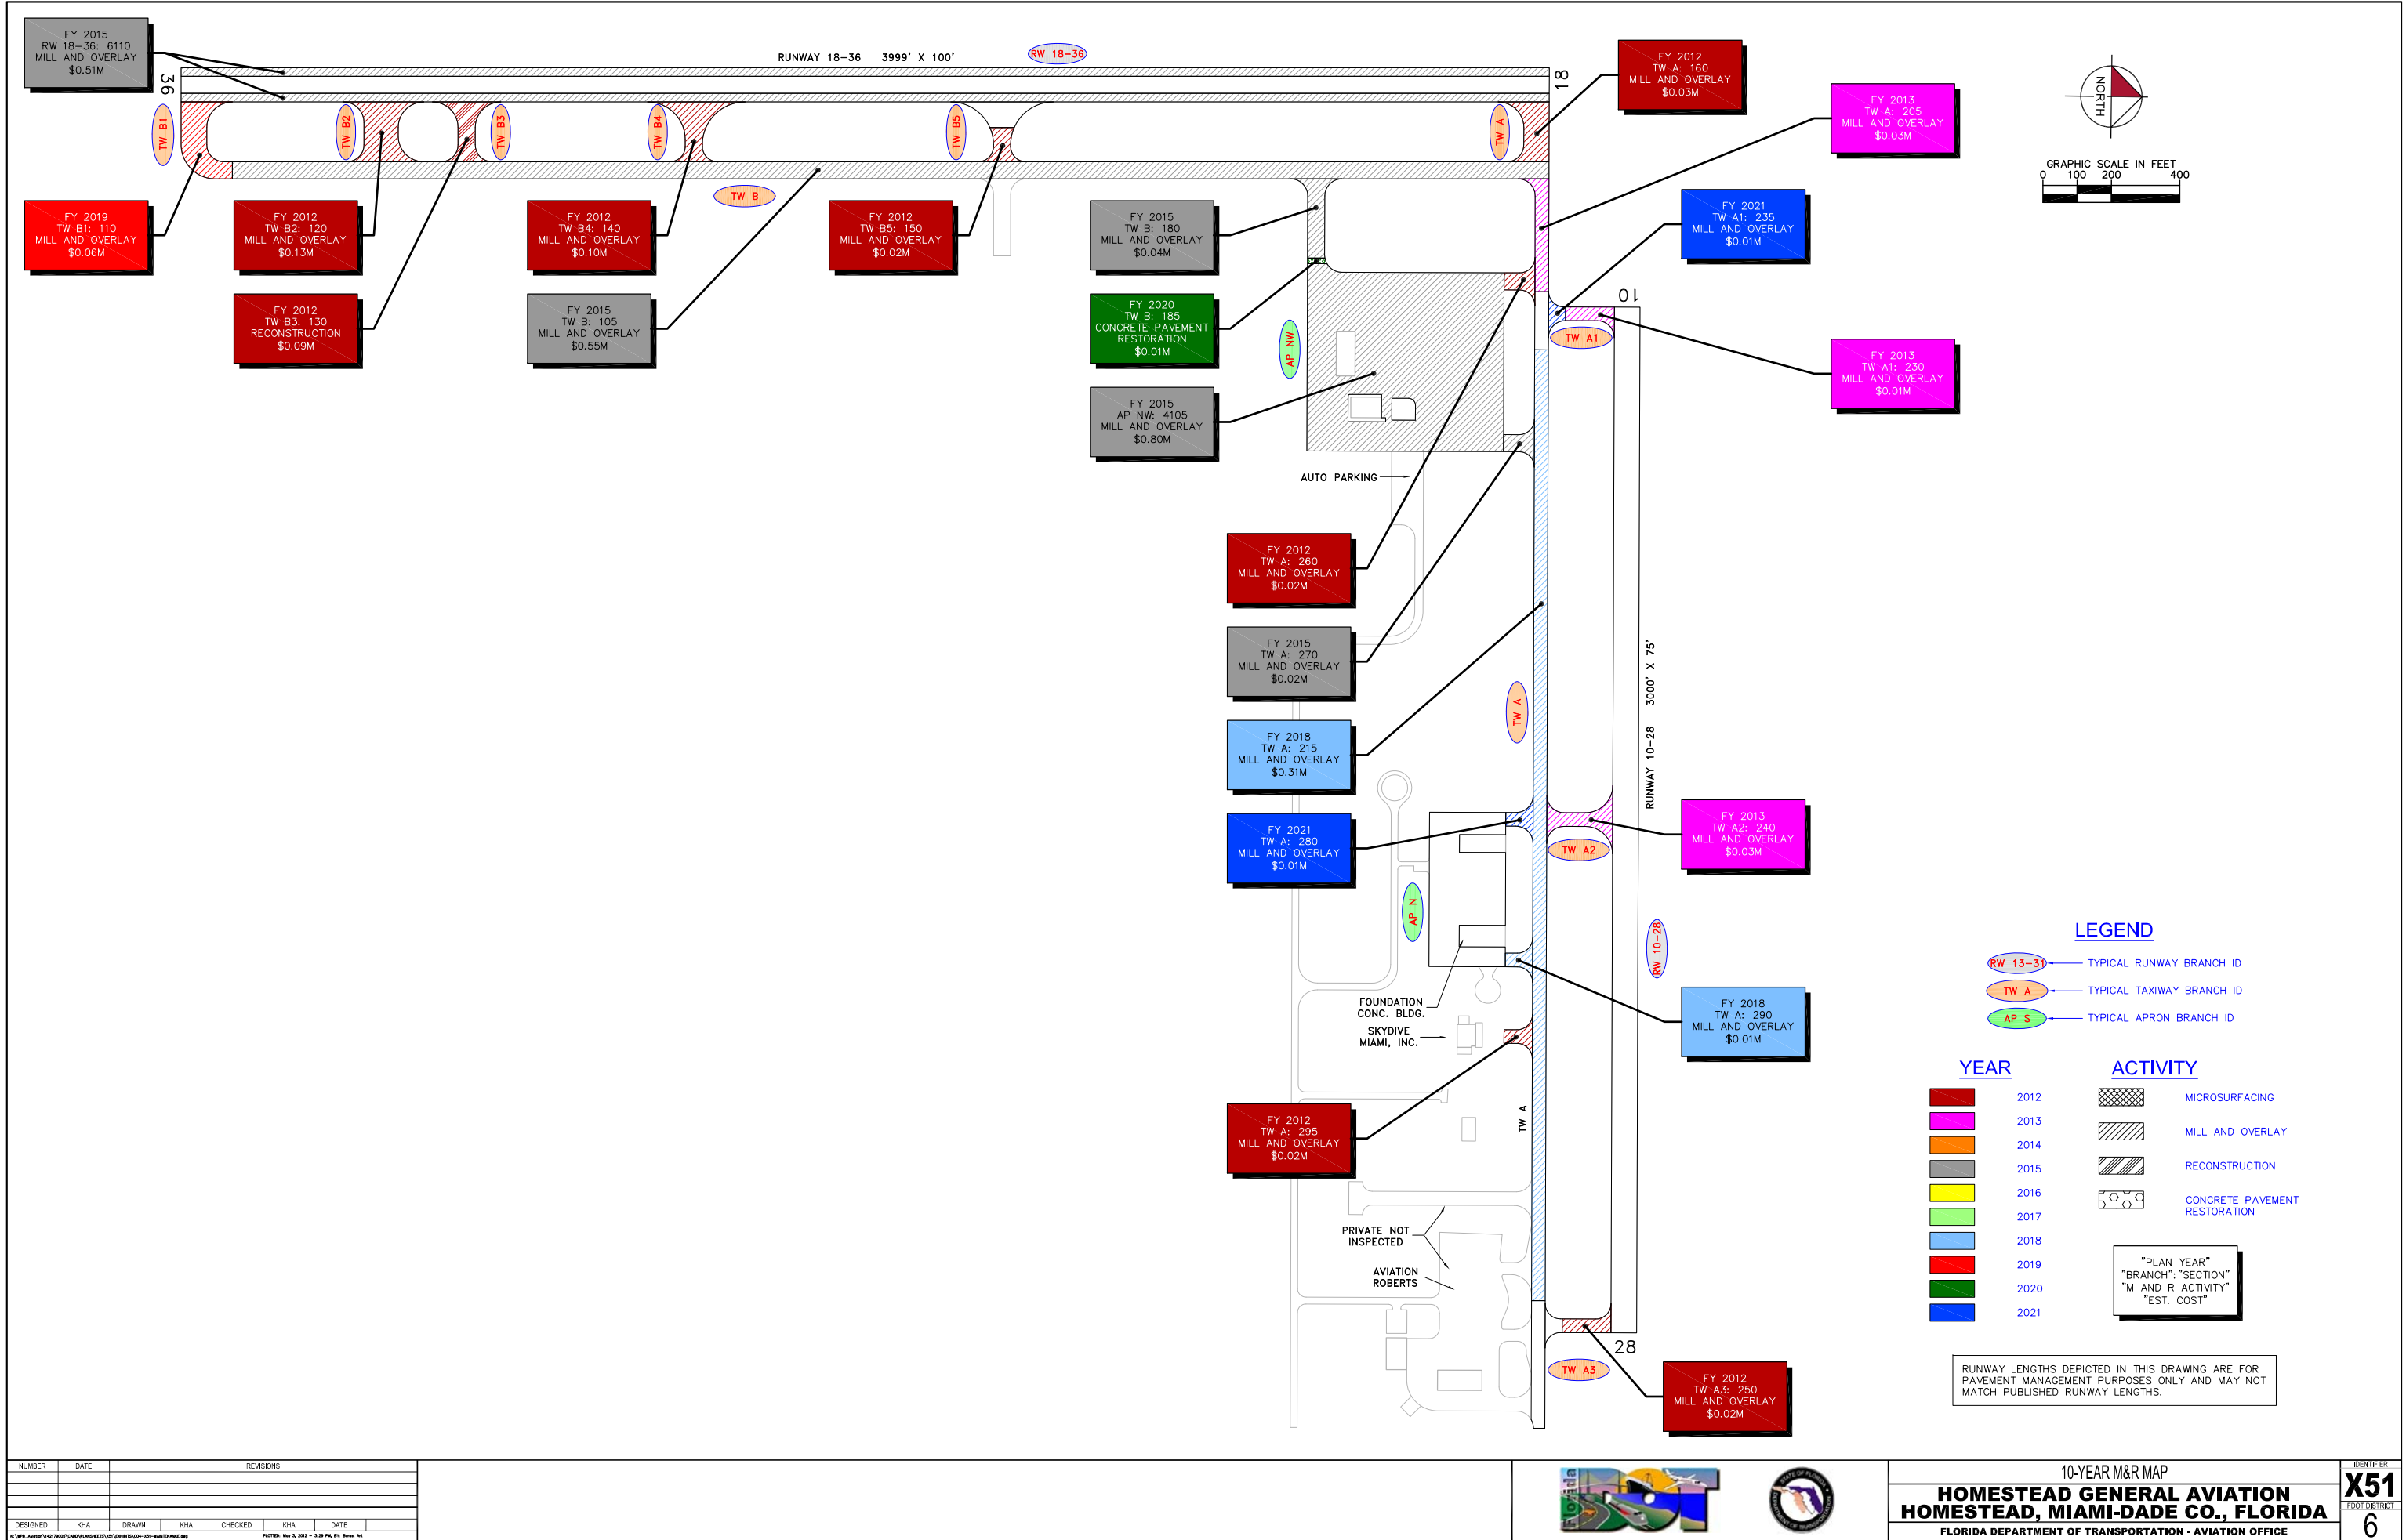 FY 2015
RW 18-36: 6110
MILL AND OVERLAY
$0.51M
36
RUNWAY 18-36 3999' X 100'
RW 18-36
18
FY 2012
TW A: 160
MILL AND OVERLAY
$0.03M
FY 2013
TW A: 205
MILL AND OVERLAY
$0.03M
NORTH
GRAPHIC SCALE IN FEET
0 100 200 400
TW B1
TW B2
TW B3
TW B4
TW B5
TW A
TW B
FY 2019
TW B1: 110
MILL AND OVERLAY
$0.06M
FY 2012
TW B2: 120
MILL AND OVERLAY
$0.13M
FY 2012
TW B4: 140
MILL AND OVERLAY
$0.10M
FY 2012
TW B5: 150
MILL AND OVERLAY
$0.02M
FY 2015
TW B: 180
MILL AND OVERLAY
$0.04M
FY 2021
TW A1: 235
MILL AND OVERLAY
$0.01M
FY 2012
TW B3: 130
RECONSTRUCTION
$0.09M
FY 2015
TW B: 105
MILL AND OVERLAY
$0.55M
FY 2020
TW B: 185
CONCRETE PAVEMENT
RESTORATION
$0.01M
AP NW
10
TW A1
FY 2013
TW A1: 230
MILL AND OVERLAY
$0.01M
FY 2015
AP NW: 4105
MILL AND OVERLAY
$0.80M
AUTO PARKING
FY 2012
TW A: 260
MILL AND OVERLAY
$0.02M
FY 2015
TW A: 270
MILL AND OVERLAY
$0.02M
TW A
RUNWAY 10-28 3000' X 75'
FY 2018
TW A: 215
MILL AND OVERLAY
$0.31M
FY 2021
TW A: 280
MILL AND OVERLAY
$0.01M
FY 2013
TW A2: 240
MILL AND OVERLAY
$0.03M
TW A2
AP N
RW 10-28
FOUNDATION
CONC. BLDG.
SKYDIVE
MIAMI, INC.
FY 2018
TW A: 290
MILL AND OVERLAY
$0.01M
FY 2012
TW A: 295
MILL AND OVERLAY
$0.02M
TW A
PRIVATE NOT
INSPECTED
AVIATION
ROBERTS
28
TW A3
FY 2012
TW A3: 250
MILL AND OVERLAY
$0.02M
LEGEND
RW 13-31 TYPICAL RUNWAY BRANCH ID
TW A TYPICAL TAXIWAY BRANCH ID
AP S TYPICAL APRON BRANCH ID
YEAR
2012
2013
2014
2015
2016
2017
2018
2019
2020
2021
ACTIVITY
MICROSURFACING
MILL AND OVERLAY
RECONSTRUCTION
CONCRETE PAVEMENT
RESTORATION
"PLAN YEAR"
"BRANCH":"SECTION"
"M AND R ACTIVITY"
"EST. COST"
RUNWAY LENGTHS DEPICTED IN THIS DRAWING ARE FOR
PAVEMENT MANAGEMENT PURPOSES ONLY AND MAY NOT
MATCH PUBLISHED RUNWAY LENGTHS.
NUMBER DATE REVISIONS
DESIGNED: KHA DRAWN: KHA CHECKED: KHA DATE:
PLOTTED: May 3, 2012 - 3:29 PM, BY:
Florida
DOT
STATE OF FLORIDA
DEPARTMENT OF TRANSPORTATION
10-YEAR M&R MAP
HOMESTEAD GENERAL AVIATION
HOMESTEAD, MIAMI-DADE CO., FLORIDA
FLORIDA DEPARTMENT OF TRANSPORTATION - AVIATION OFFICE
IDENTIFIER
X51
FDOT DISTRICT
6